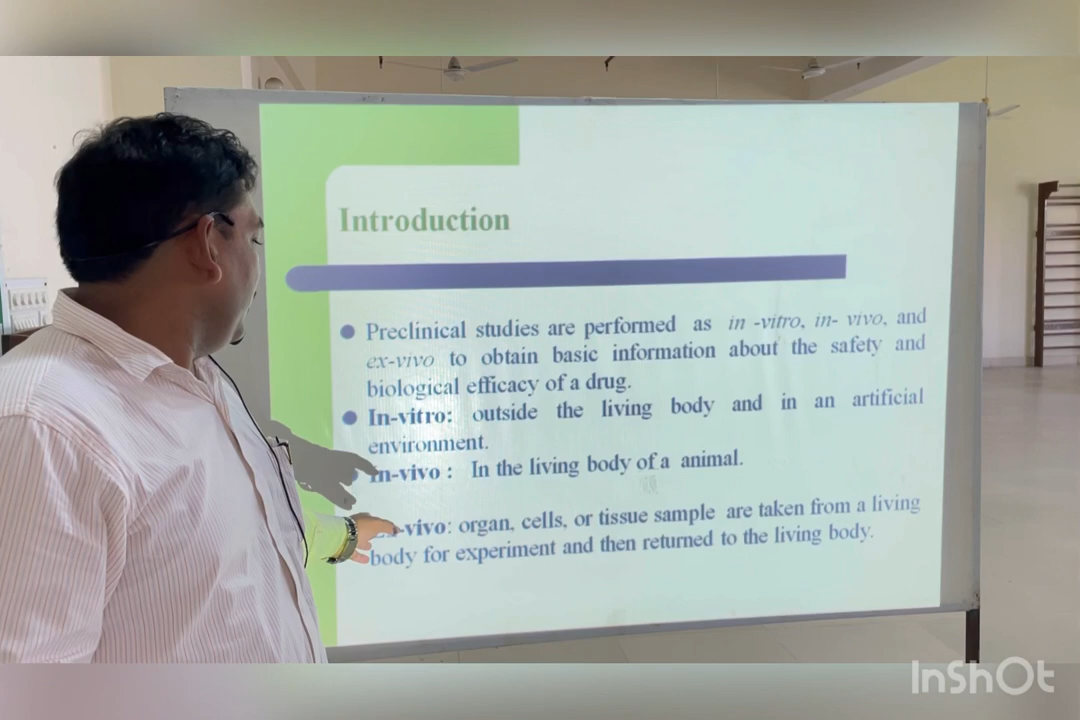 Introduction
Preclinical studies are performed as in -vitro, in- vivo, and
ex-vivo to obtain basic information about the safety and
biological efficacy of a drug.
In-vitro: outside the living body and in an artificial
environment.
In-vivo : In the living body of a animal.
-vivo: organ, cells, or tissue sample are taken from a living
body for experiment and then returned to the living body.
InShOt